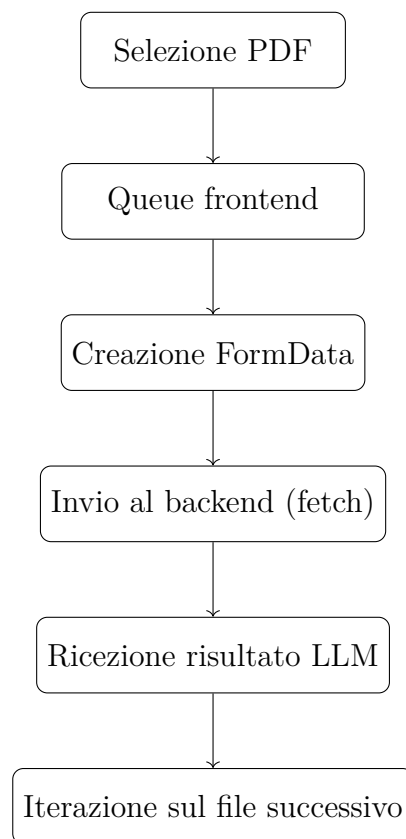 Selezione PDF
Queue frontend
Creazione FormData
Invio al backend (fetch)
Ricezione risultato LLM
Iterazione sul file successivo